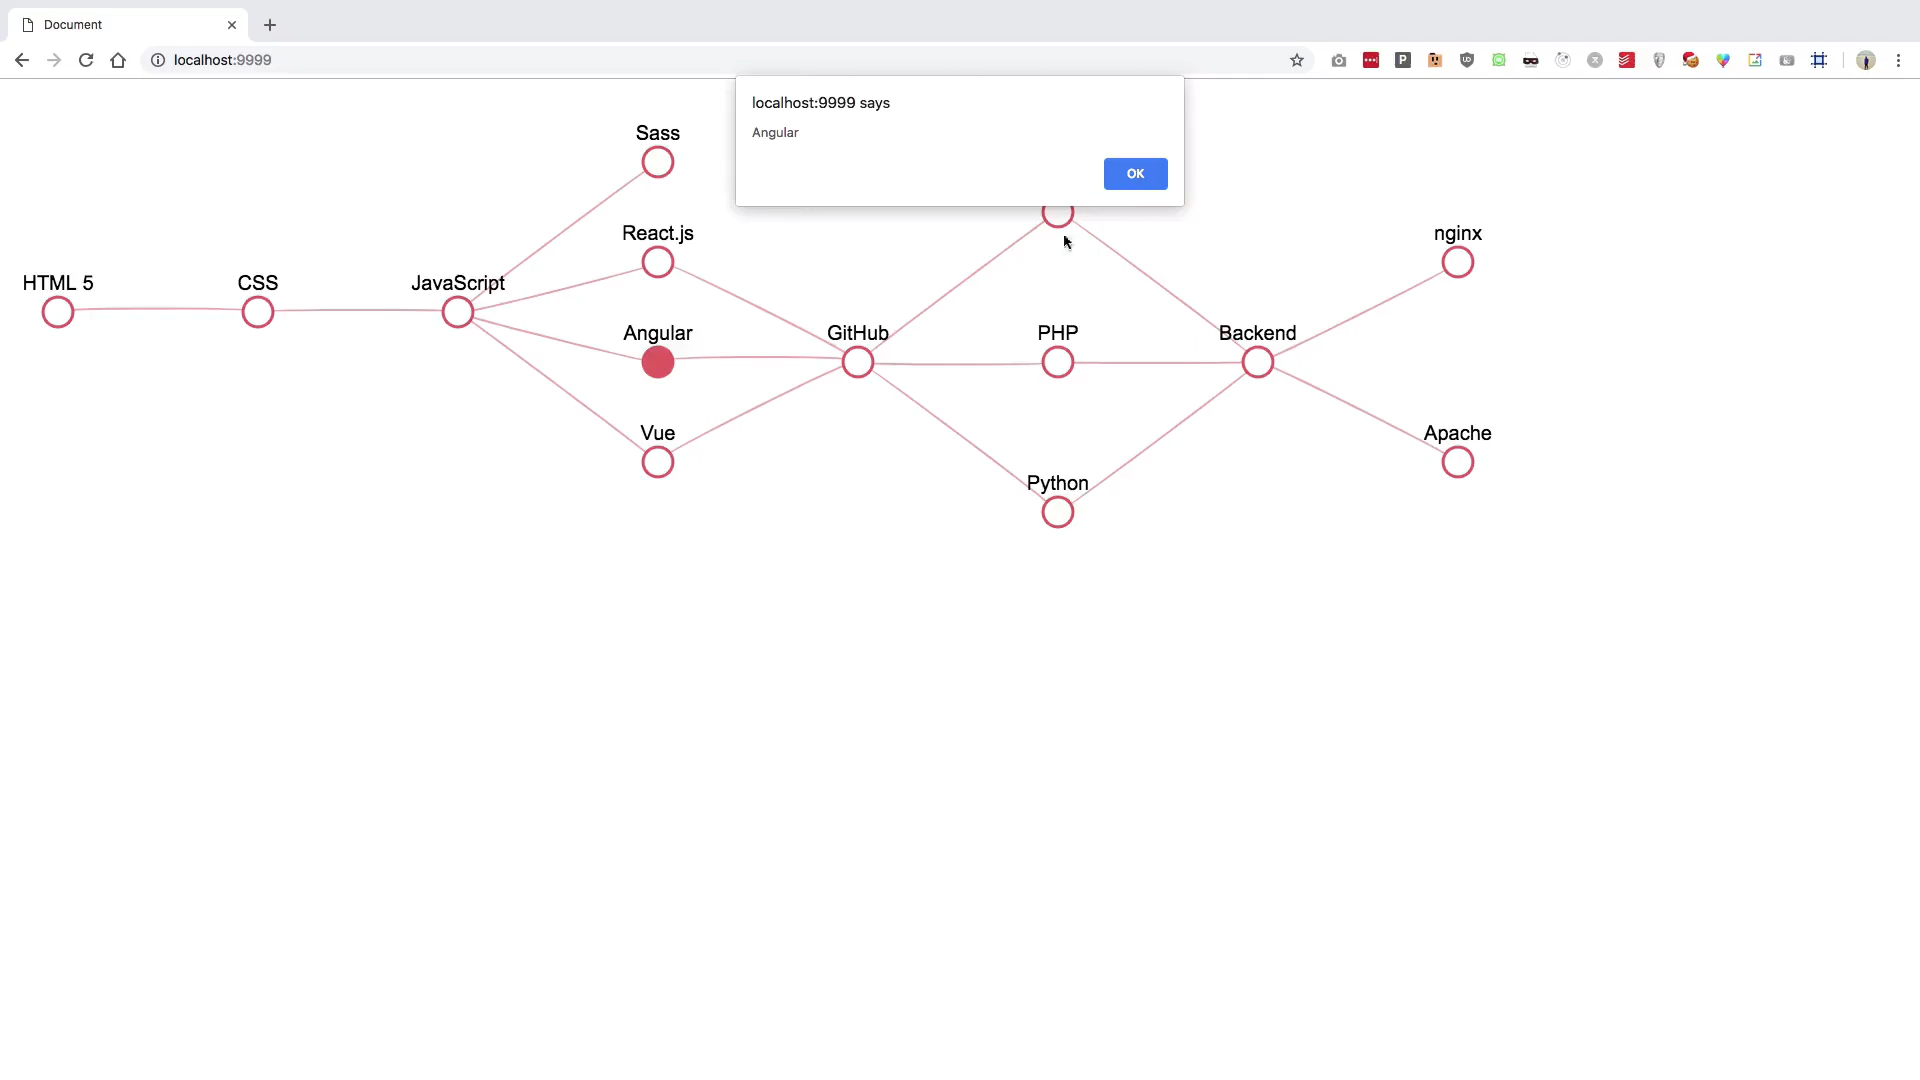 Document
localhost:9999
localhost:9999 says
Angular
OK
Sass
React.js
nginx
HTML 5
CSS
JavaScript
Angular
GitHub
PHP
Backend
Vue
Apache
Python